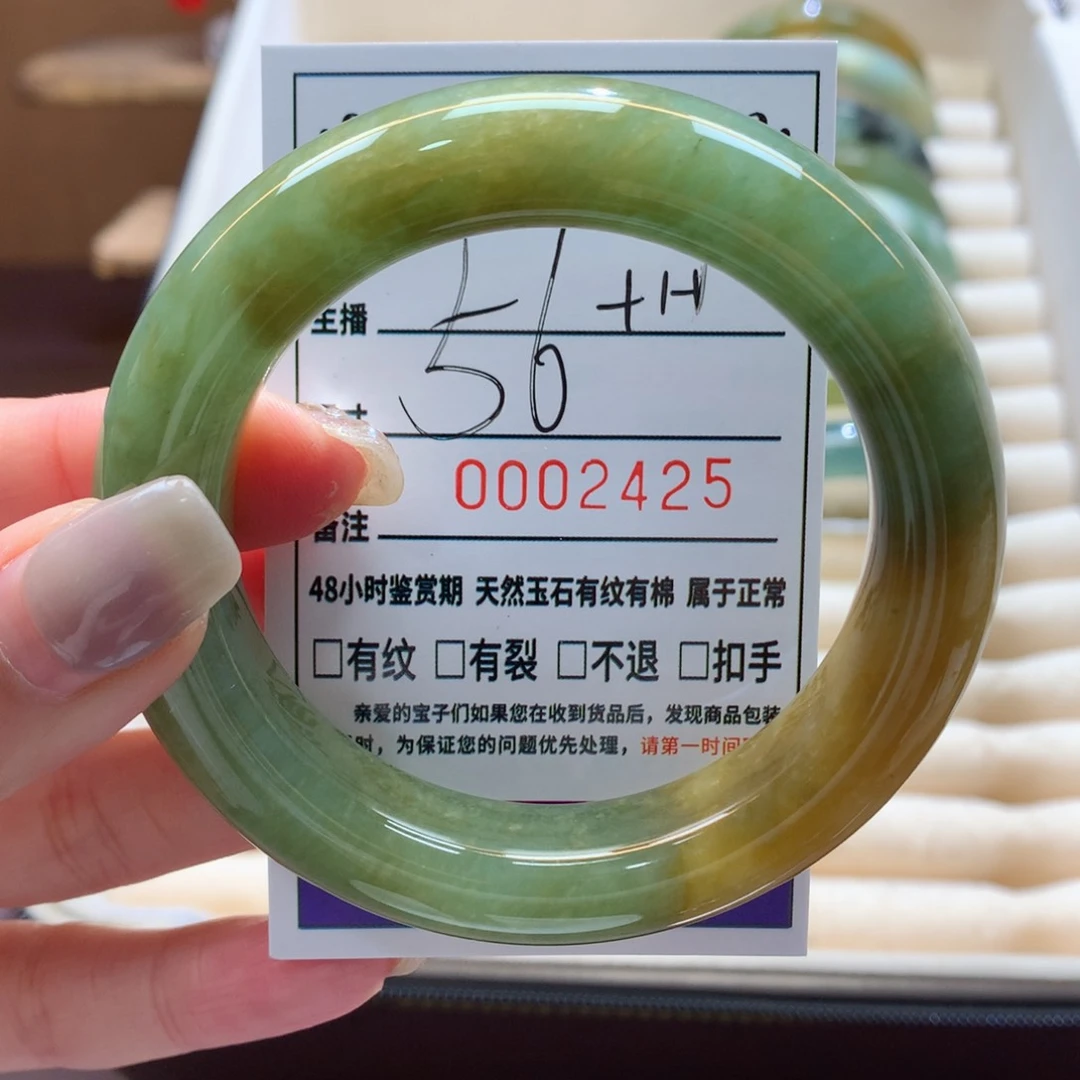 主播 56 +H
0002425
备注
48小时鉴赏期 天然玉石有纹有棉 属于正常
□有纹 □有裂 □不退 □扣手
亲爱的宝子们如果您在收到货品后，发现商品包装
时，为保证您的问题优先处理，请第一时间